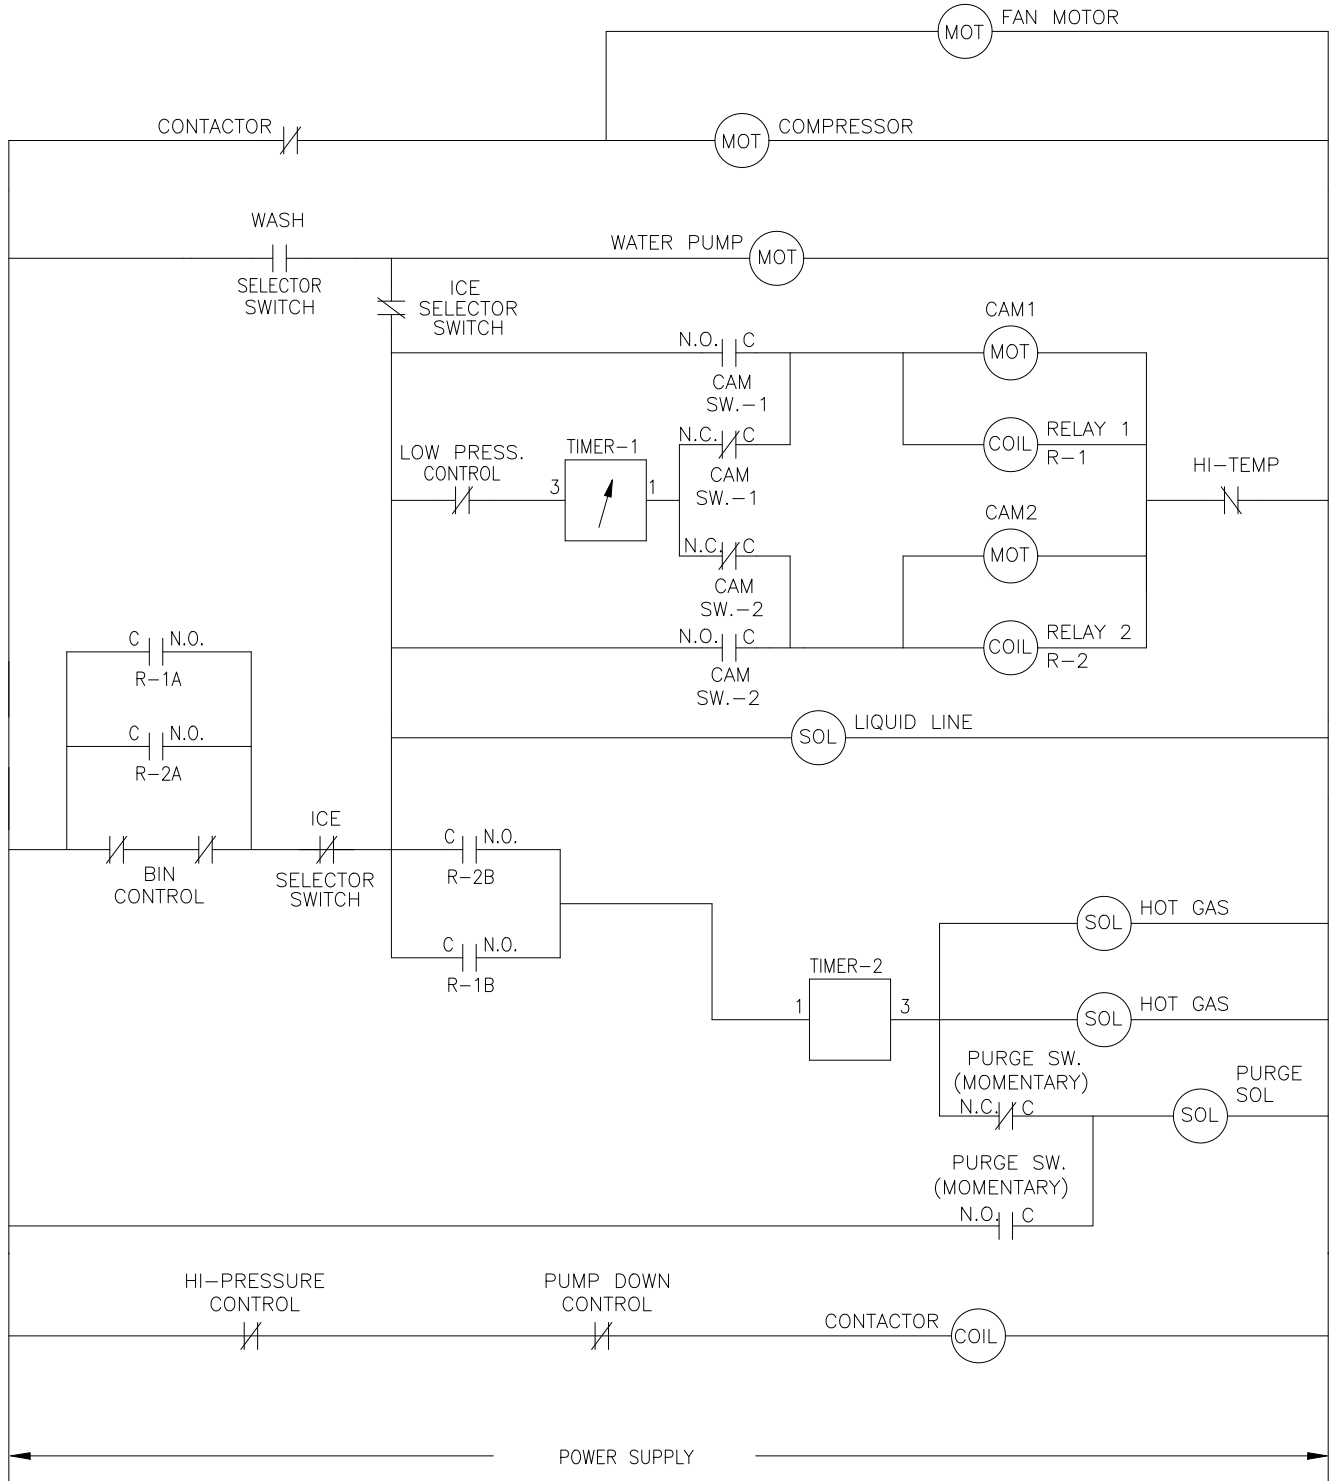 FAN MOTOR
MOT
CONTACTOR
MOT
COMPRESSOR
WASH
SELECTOR
SWITCH
WATER PUMP
MOT
ICE
SELECTOR
SWITCH
N.O. C
CAM
SW.-1
CAM1
MOT
N.C. C
CAM
SW.-1
COIL
RELAY 1
R-1
LOW PRESS.
CONTROL
TIMER-1
3
1
HI-TEMP
N.C. C
CAM
SW.-2
CAM2
MOT
N.O. C
CAM
SW.-2
COIL
RELAY 2
R-2
C N.O.
R-1A
C N.O.
R-2A
SOL
LIQUID LINE
BIN
CONTROL
ICE
SELECTOR
SWITCH
C N.O.
R-2B
C N.O.
R-1B
TIMER-2
1
3
SOL
HOT GAS
SOL
HOT GAS
PURGE SW.
(MOMENTARY)
N.C. C
SOL
PURGE
SOL
PURGE SW.
(MOMENTARY)
N.O. C
HI-PRESSURE
CONTROL
PUMP DOWN
CONTROL
CONTACTOR
COIL
POWER SUPPLY